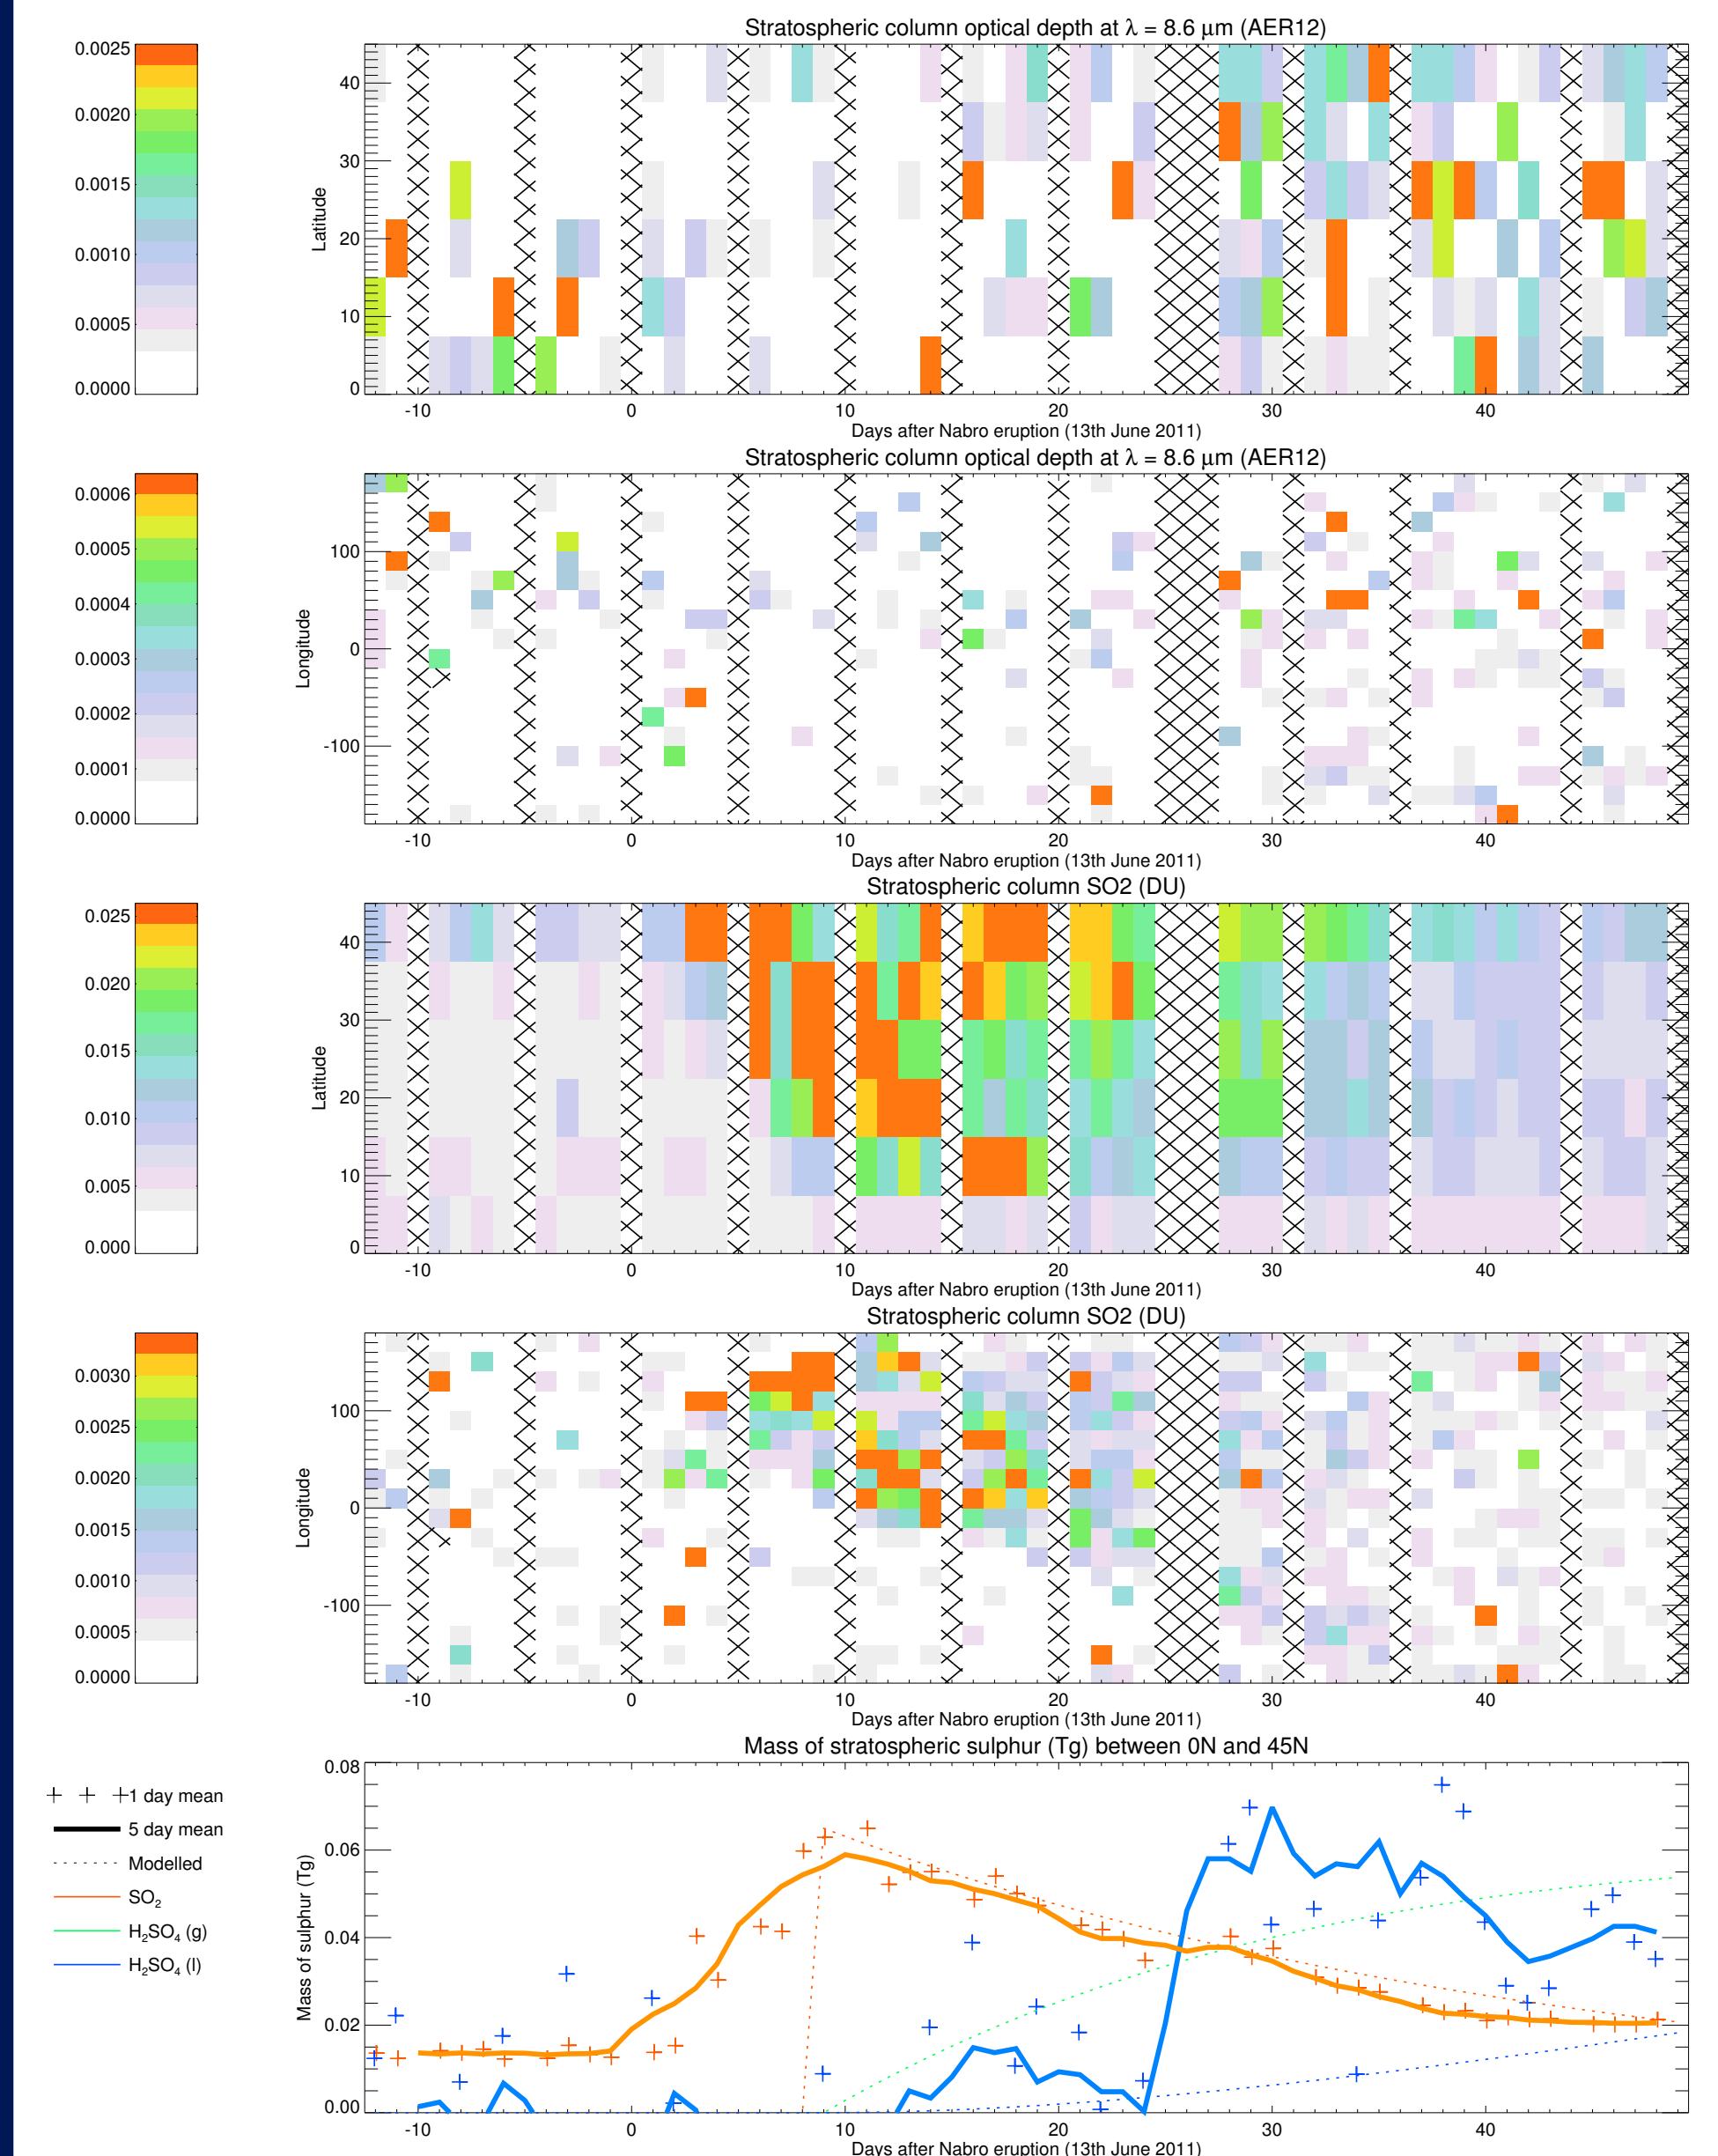 Stratospheric column optical depth at λ = 8.6 μm (AER12)
0.0025
0.0020
0.0015
0.0010
0.0005
0.0000
Latitude
40
30
20
10
0
-10 0 10 20 30 40
Days after Nabro eruption (13th June 2011)
Stratospheric column optical depth at λ = 8.6 μm (AER12)
0.0006
0.0005
0.0004
0.0003
0.0002
0.0001
0.0000
Longitude
100
0
-100
-10 0 10 20 30 40
Days after Nabro eruption (13th June 2011)
Stratospheric column SO2 (DU)
0.025
0.020
0.015
0.010
0.005
0.000
Latitude
40
30
20
10
0
-10 0 10 20 30 40
Days after Nabro eruption (13th June 2011)
Stratospheric column SO2 (DU)
0.0030
0.0025
0.0020
0.0015
0.0010
0.0005
0.0000
Longitude
100
0
-100
-10 0 10 20 30 40
Days after Nabro eruption (13th June 2011)
Mass of stratospheric sulphur (Tg) between 0N and 45N
1 day mean
5 day mean
Modelled
SO₂
H₂SO₄ (g)
H₂SO₄ (l)
Mass of sulphur (Tg)
0.08
0.06
0.04
0.02
0.00
-10 0 10 20 30 40
Days after Nabro eruption (13th June 2011)